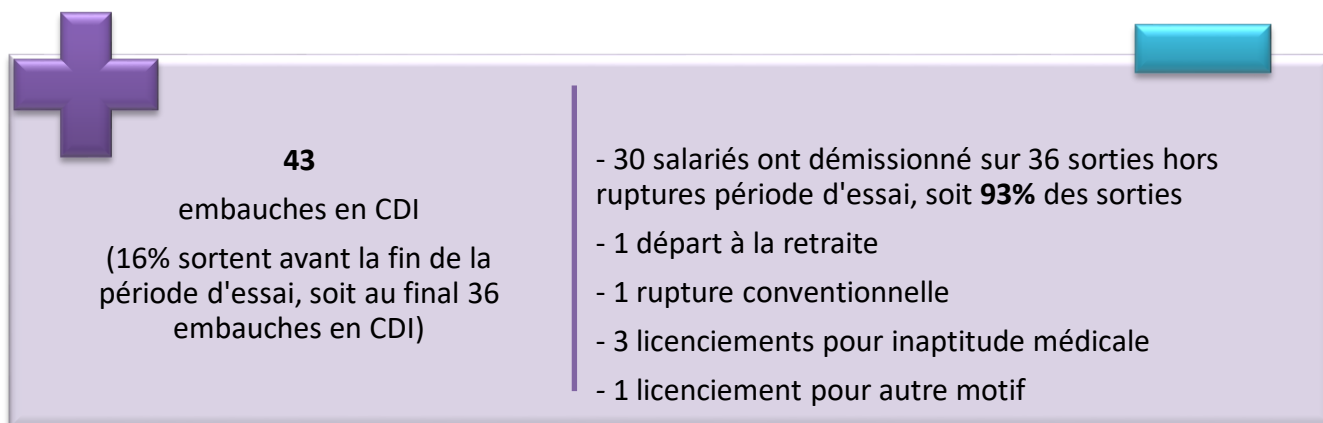 43
embauches en CDI
(16% sortent avant la fin de la
période d'essai, soit au final 36
embauches en CDI)
- 30 salariés ont démissionné sur 36 sorties hors
ruptures période d'essai, soit 93% des sorties
- 1 départ à la retraite
- 1 rupture conventionnelle
- 3 licenciements pour inaptitude médicale
- 1 licenciement pour autre motif